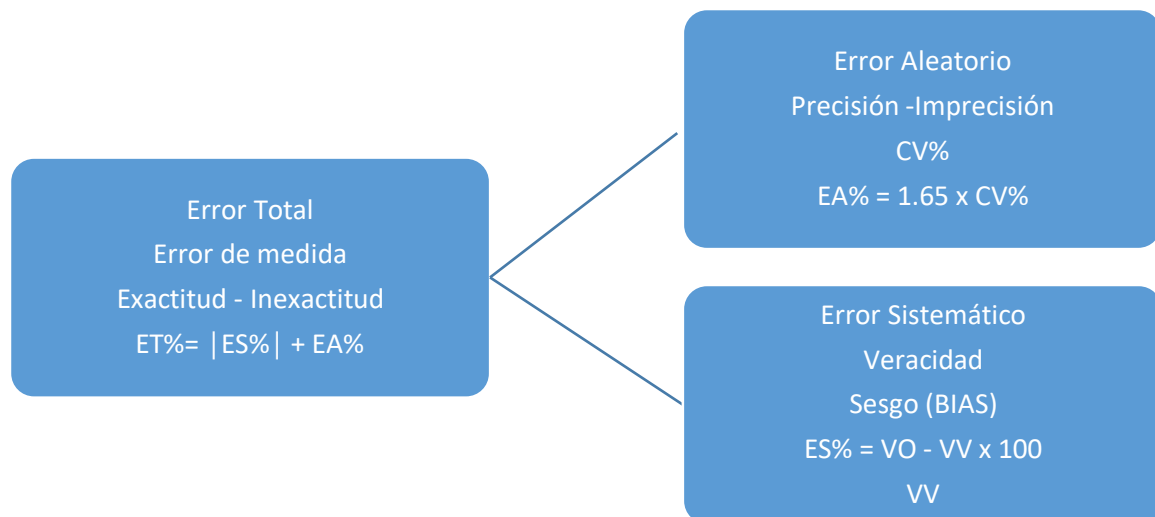 Error Total
Error de medida
Exactitud - Inexactitud
ET%= |ES%| + EA%
Error Aleatorio
Precisión -Imprecisión
CV%
EA% = 1.65 x CV%
Error Sistemático
Veracidad
Sesgo (BIAS)
ES% = VO - VV x 100
VV